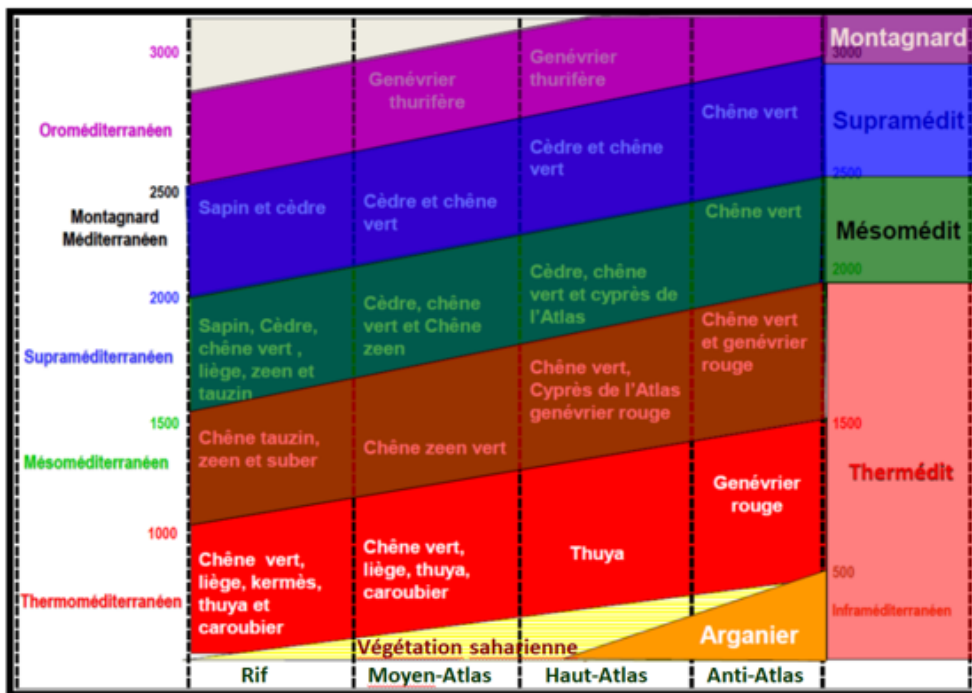 3000
Oroméditerranéen
2500
Montagnard
Méditerranéen
2000
Supraméditerranéen
1500
Mésoméditerranéen
1000
Thermoméditerranéen
Sapin et cèdre
Sapin, Cèdre,
chêne vert ,
liège, zeen et
tauzin
Chêne tauzin,
zeen et suber
Chêne vert,
liège, kermès,
thuya et
caroubier
Genévrier
thurifère
Cèdre et chêne
vert
Cèdre, chêne
vert et Chêne
zeen
Chêne zeen vert
Chêne vert,
liège, thuya,
caroubier
Genévrier
thurifère
Cèdre et chêne
vert
Cèdre, chêne
vert et cyprès de
l'Atlas
Chêne vert,
Cyprès de l'Atlas
genévrier rouge
Thuya
Chêne vert
Chêne vert
Chêne vert
et genévrier
rouge
Genévrier
rouge
Arganier
Végétation saharienne
Montagnard
3000
Supramédit
2500
Mésomédit
2000
1500
Thermédit
500
Inframéditerranéen
Rif
Moyen-Atlas
Haut-Atlas
Anti-Atlas